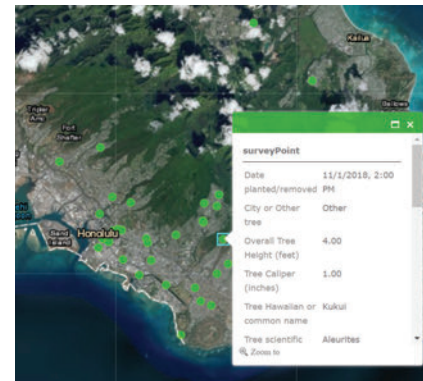 Kailua
Tripler
Army
Fort
Shafter
Bellows
Sand
Island
Honolulu
surveyPoint
Date planted/removed 11/1/2018, 2:00 PM
City or Other tree Other
Overall Tree Height (feet) 4.00
Tree Caliper (inches) 1.00
Tree Hawaiian or common name Kukui
Tree scientific Aleurites
Zoom to